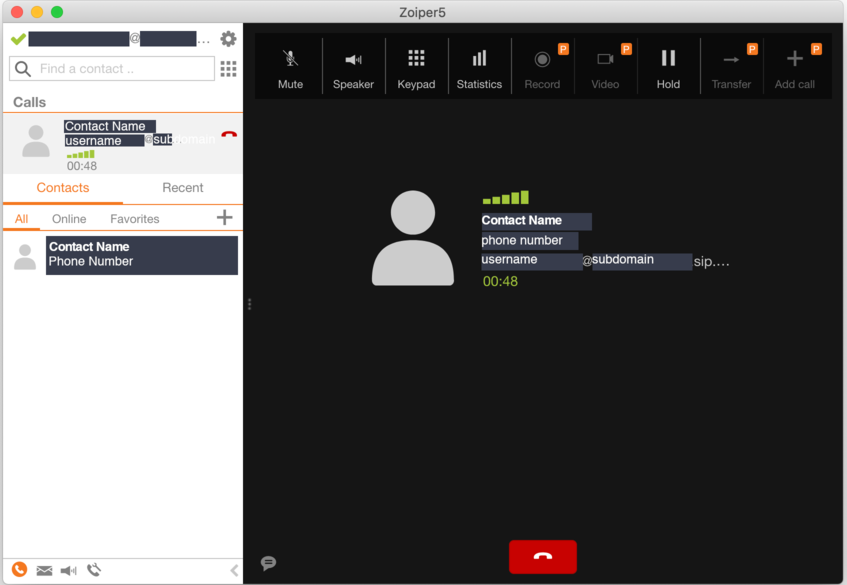 Zoiper5
@ ...
Find a contact ..
Calls
Contact Name
username @subdomain
00:48
Contacts Recent
All Online Favorites
Contact Name
Phone Number
Mute Speaker Keypad Statistics Record Video Hold Transfer Add call
P P P P
Contact Name
phone number
username@subdomain sip....
00:48